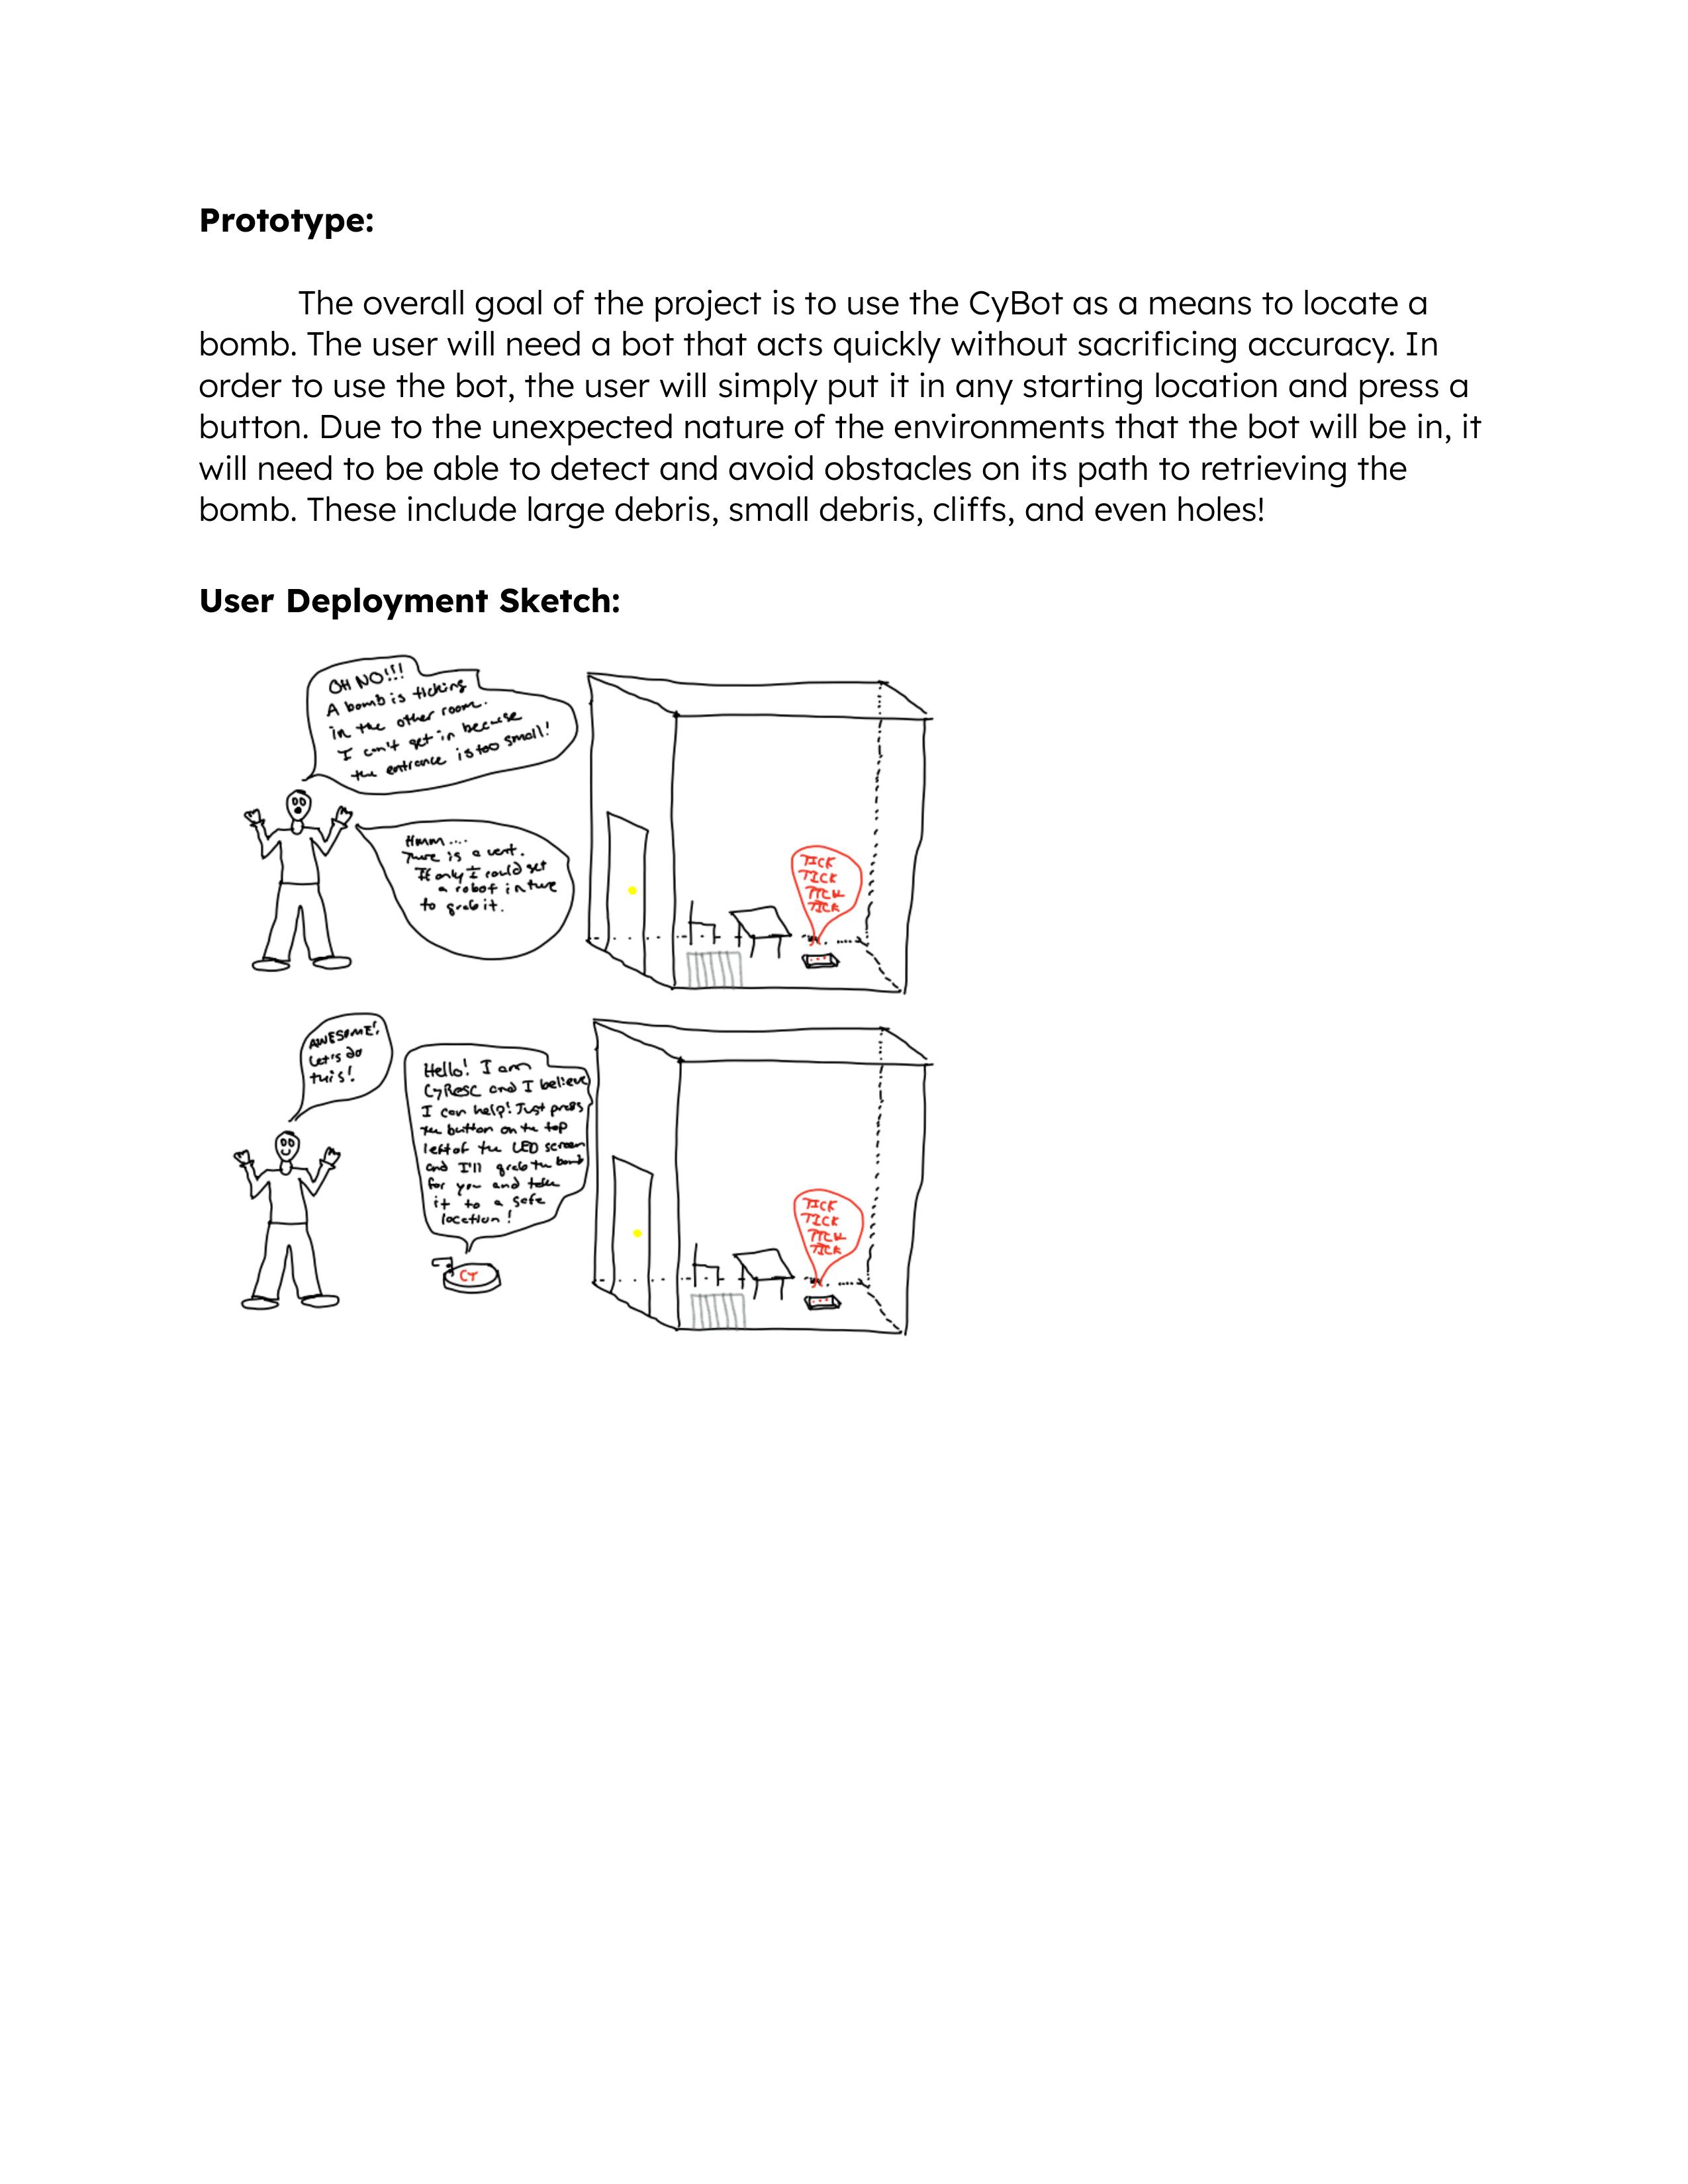 Prototype:
The overall goal of the project is to use the CyBot as a means to locate a
bomb. The user will need a bot that acts quickly without sacrificing accuracy. In
order to use the bot, the user will simply put it in any starting location and press a
button. Due to the unexpected nature of the environments that the bot will be in, it
will need to be able to detect and avoid obstacles on its path to retrieving the
bomb. These include large debris, small debris, cliffs, and even holes!
User Deployment Sketch:
OH NO!!!
A bomb is ticking
in the other room.
I can't get in because
the entrance is too small!
Hmm....
There is a vent.
If only I could get
a robot in there
to grab it.
TICK
TICK
TICK
TICK
AWESOME!
Let's do
this!
Hello! I am
CyResc and I believe
I can help! Just press
the button on the top
left of the LED screen
and I'll grab the bomb
for you and take
it to a safe
location!
CY
TICK
TICK
TICK
TICK